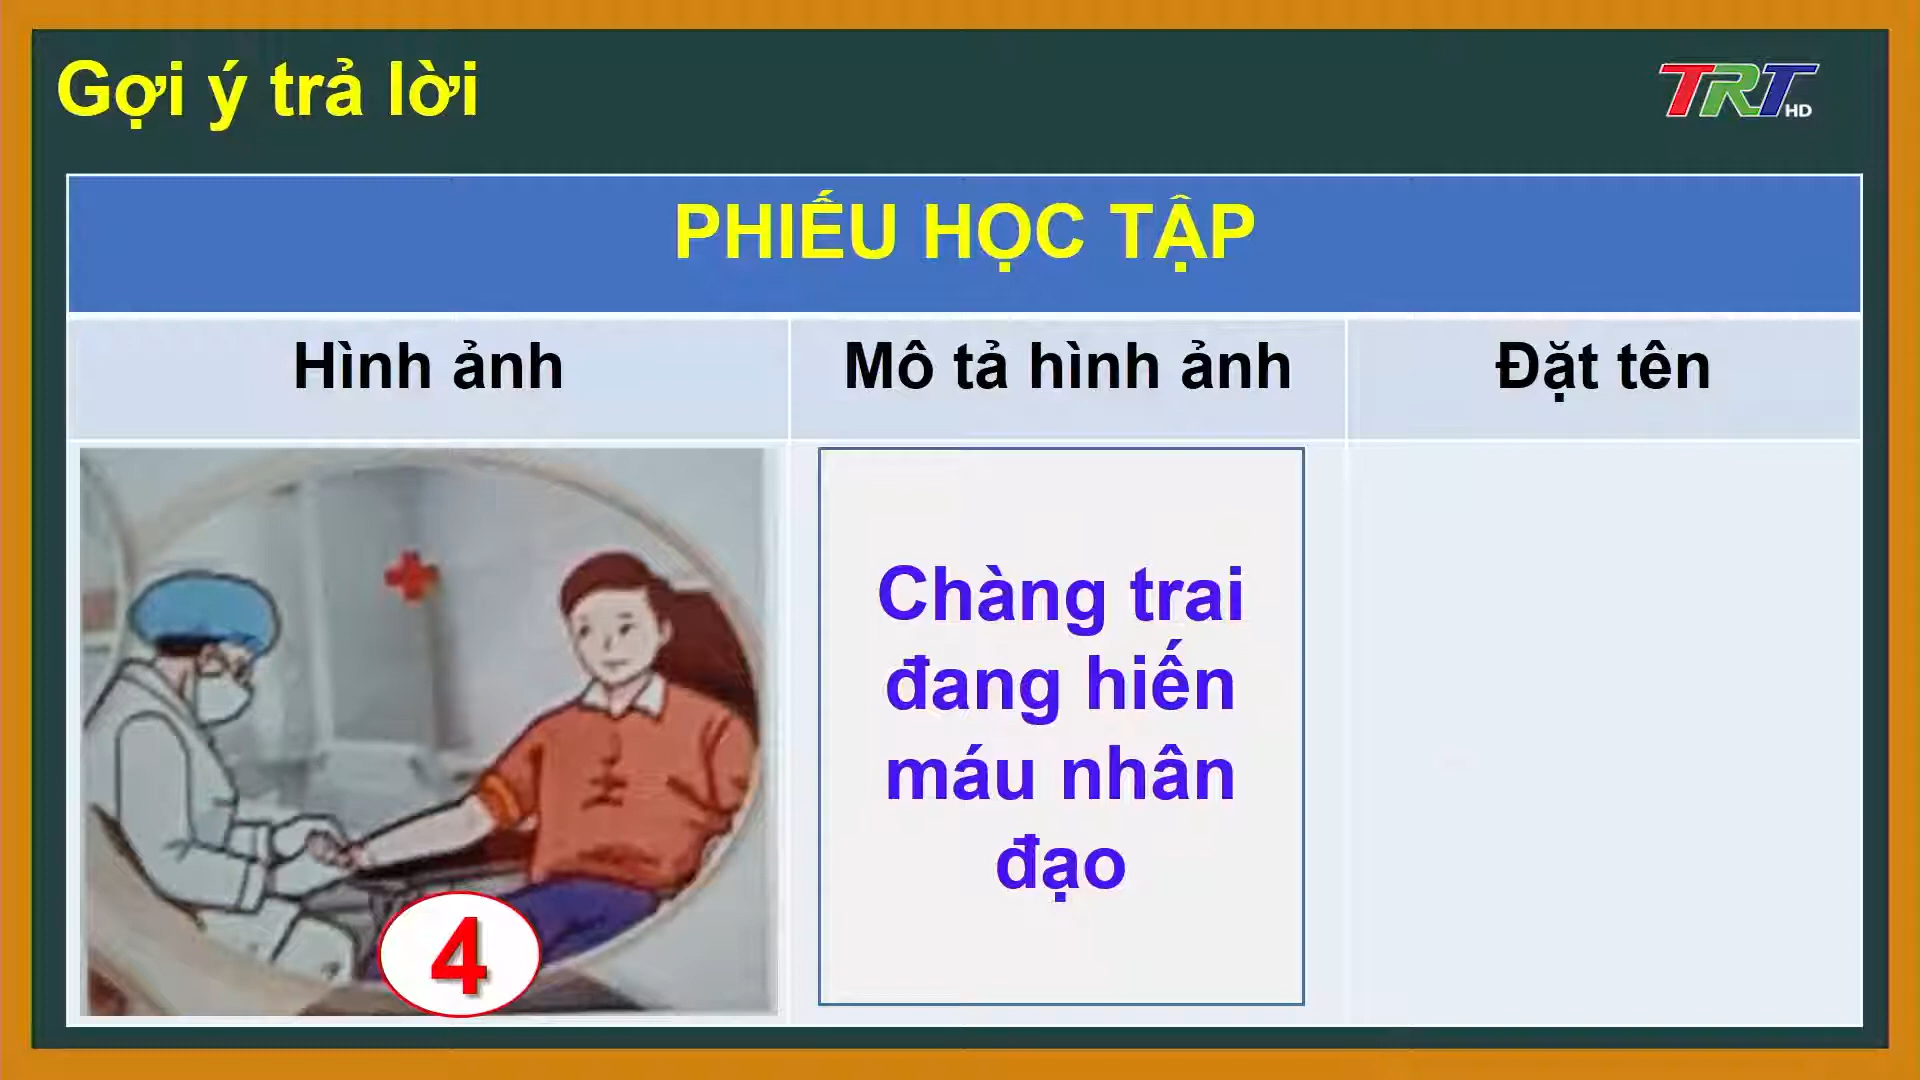 Gợi ý trả lời
TRT HD
PHIẾU HỌC TẬP
Hình ảnh
Mô tả hình ảnh
Đặt tên
Chàng trai
đang hiến
máu nhân
đạo
4